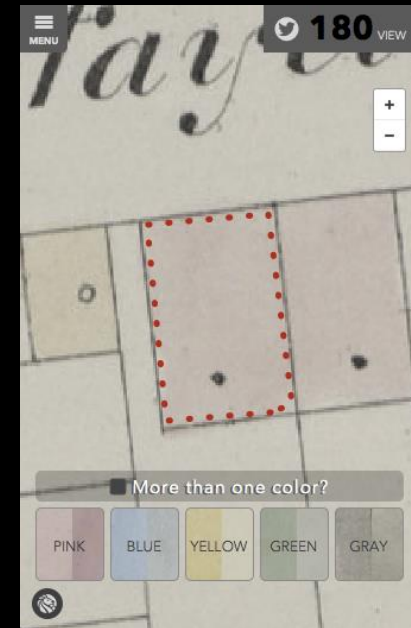 MENU
180 VIEW
+
−
More than one color?
PINK BLUE YELLOW GREEN GRAY